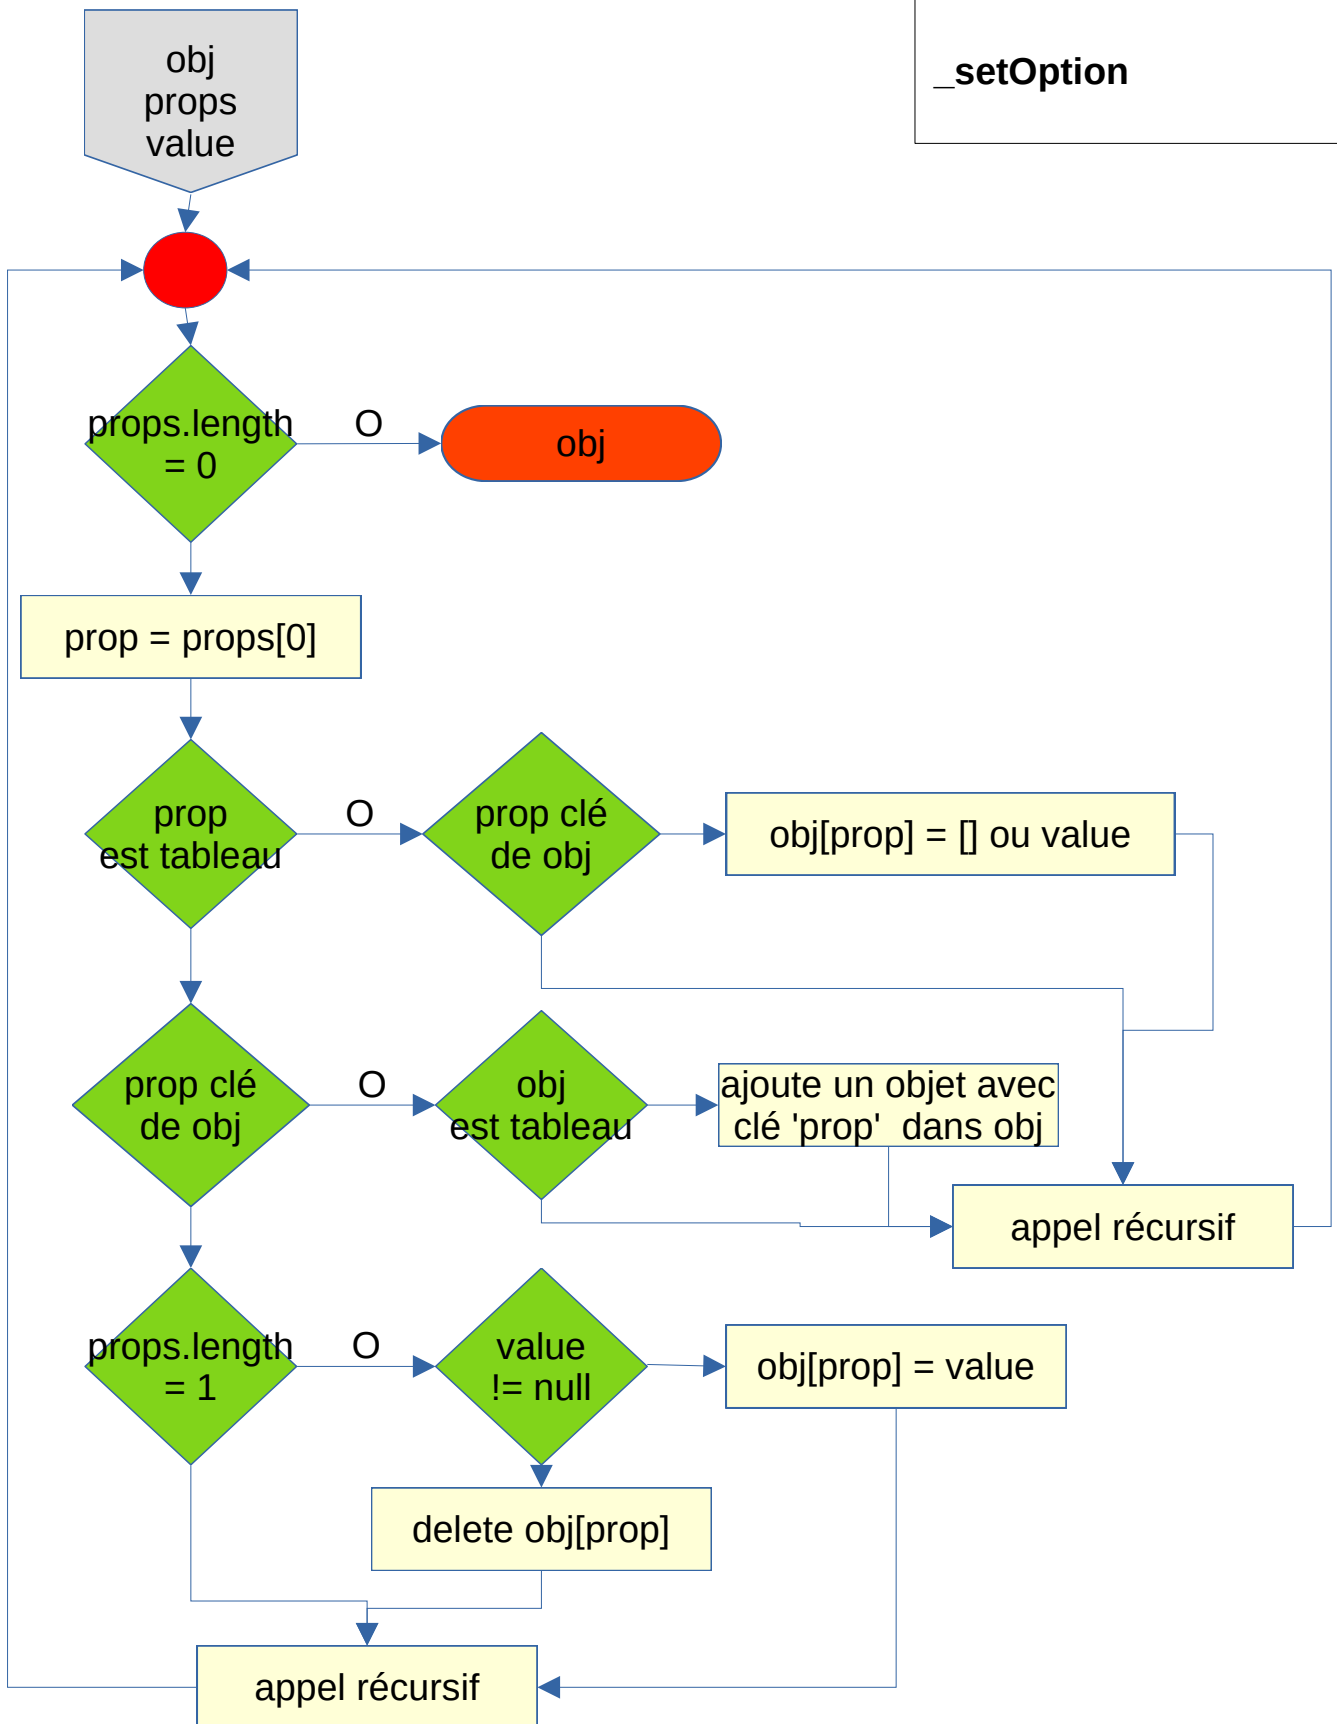 obj
props
value
_setOption
props.length
= 0
O
obj
prop = props[0]
prop
est tableau
O
prop clé
de obj
obj[prop] = [] ou value
prop clé
de obj
O
obj
est tableau
ajoute un objet avec
clé 'prop'  dans obj
appel récursif
props.length
= 1
O
value
!= null
obj[prop] = value
delete obj[prop]
appel récursif